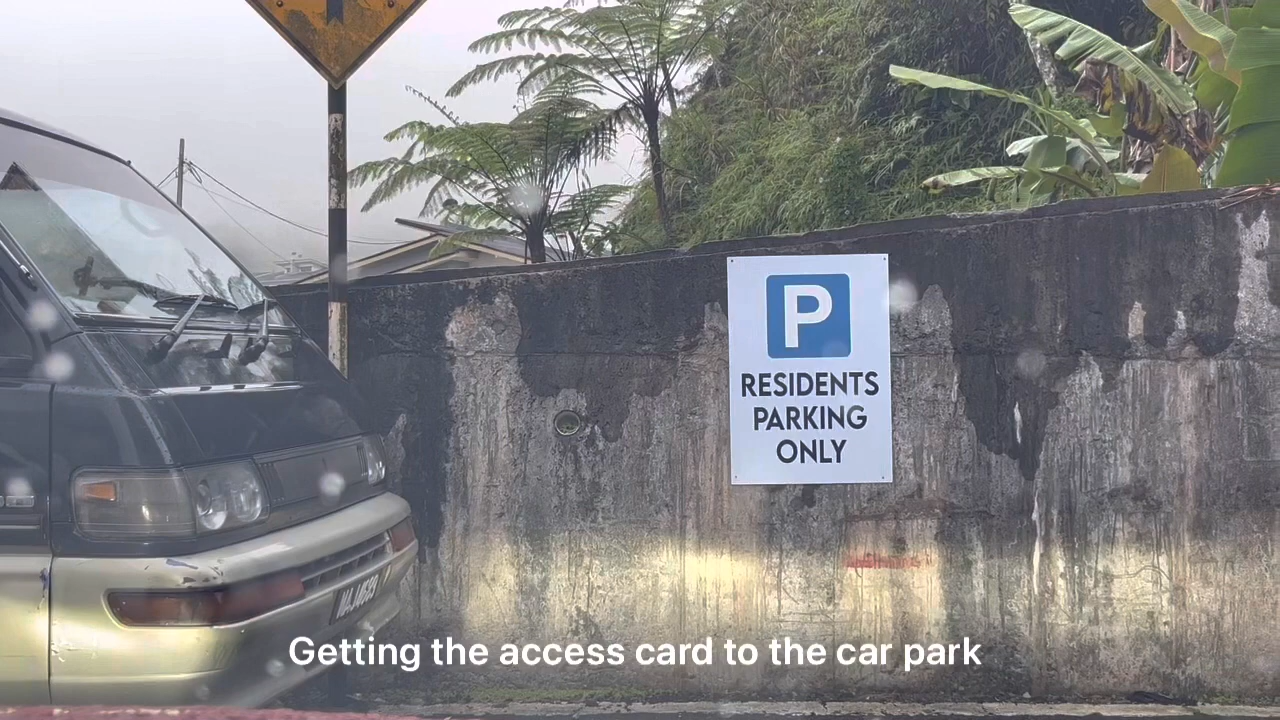 P
RESIDENTS
PARKING
ONLY
Getting the access card to the car park